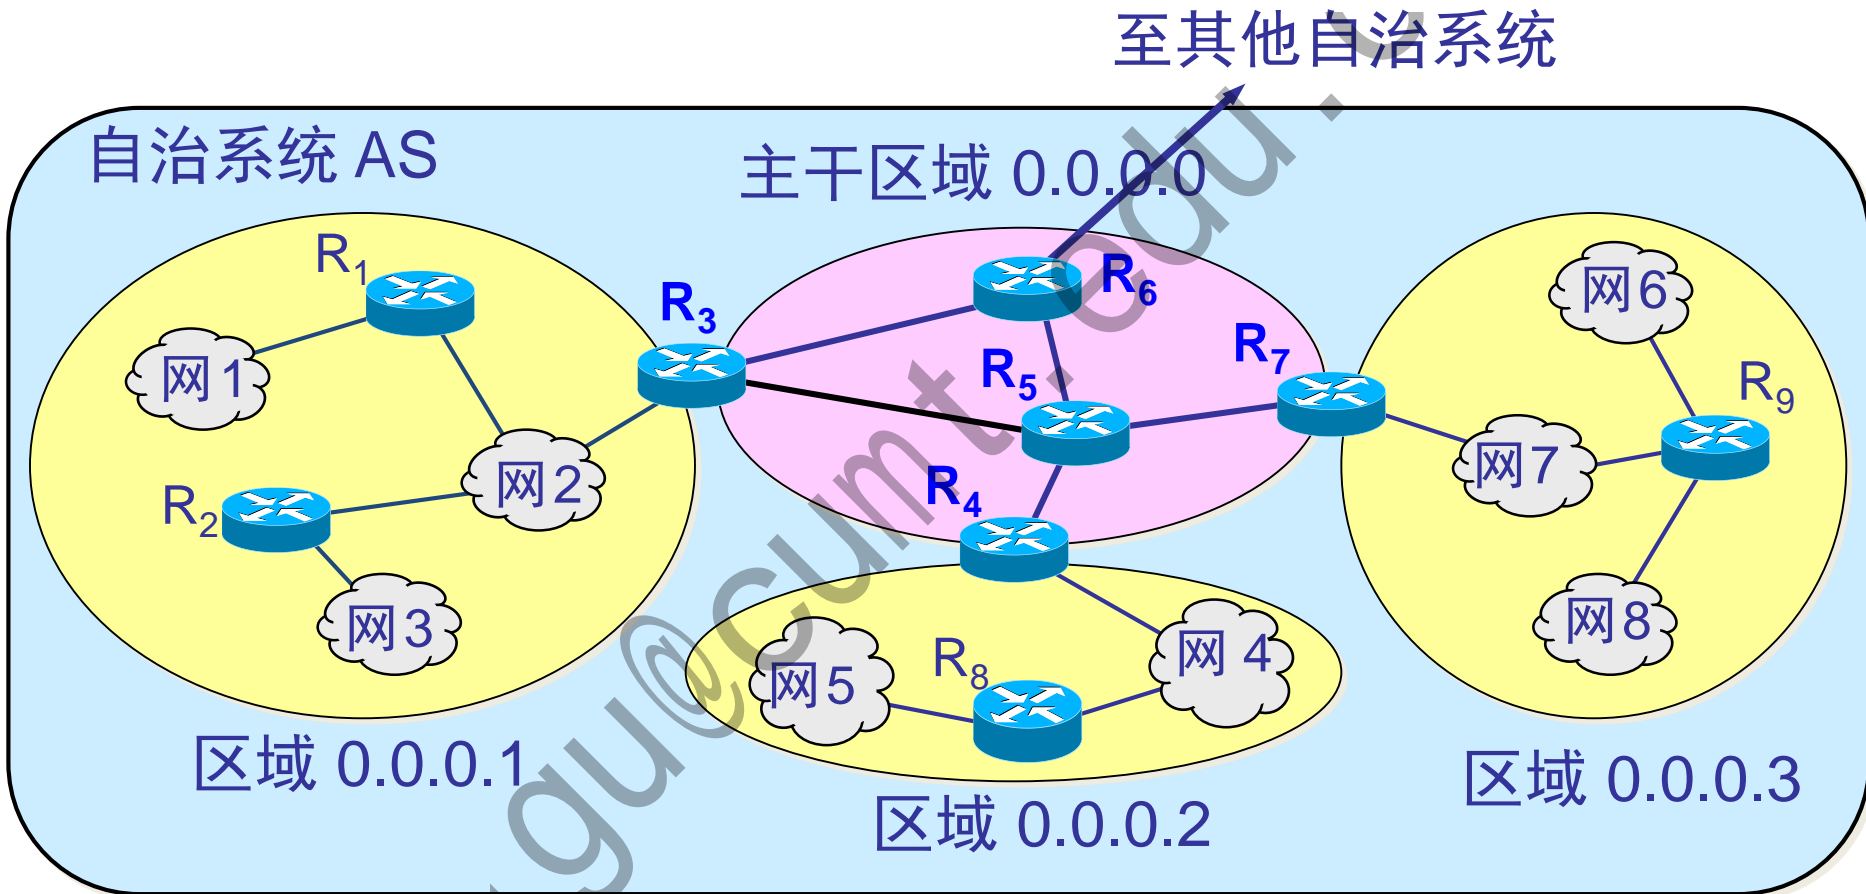 至其他自治系统
自治系统 AS
主干区域 0.0.0.0
R1
R3
R6
网6
网1
R5
R7
R9
网2
R2
R4
网7
网3
网8
网5
R8
网 4
区域 0.0.0.1
区域 0.0.0.2
区域 0.0.0.3
gu@cumt.edu.c